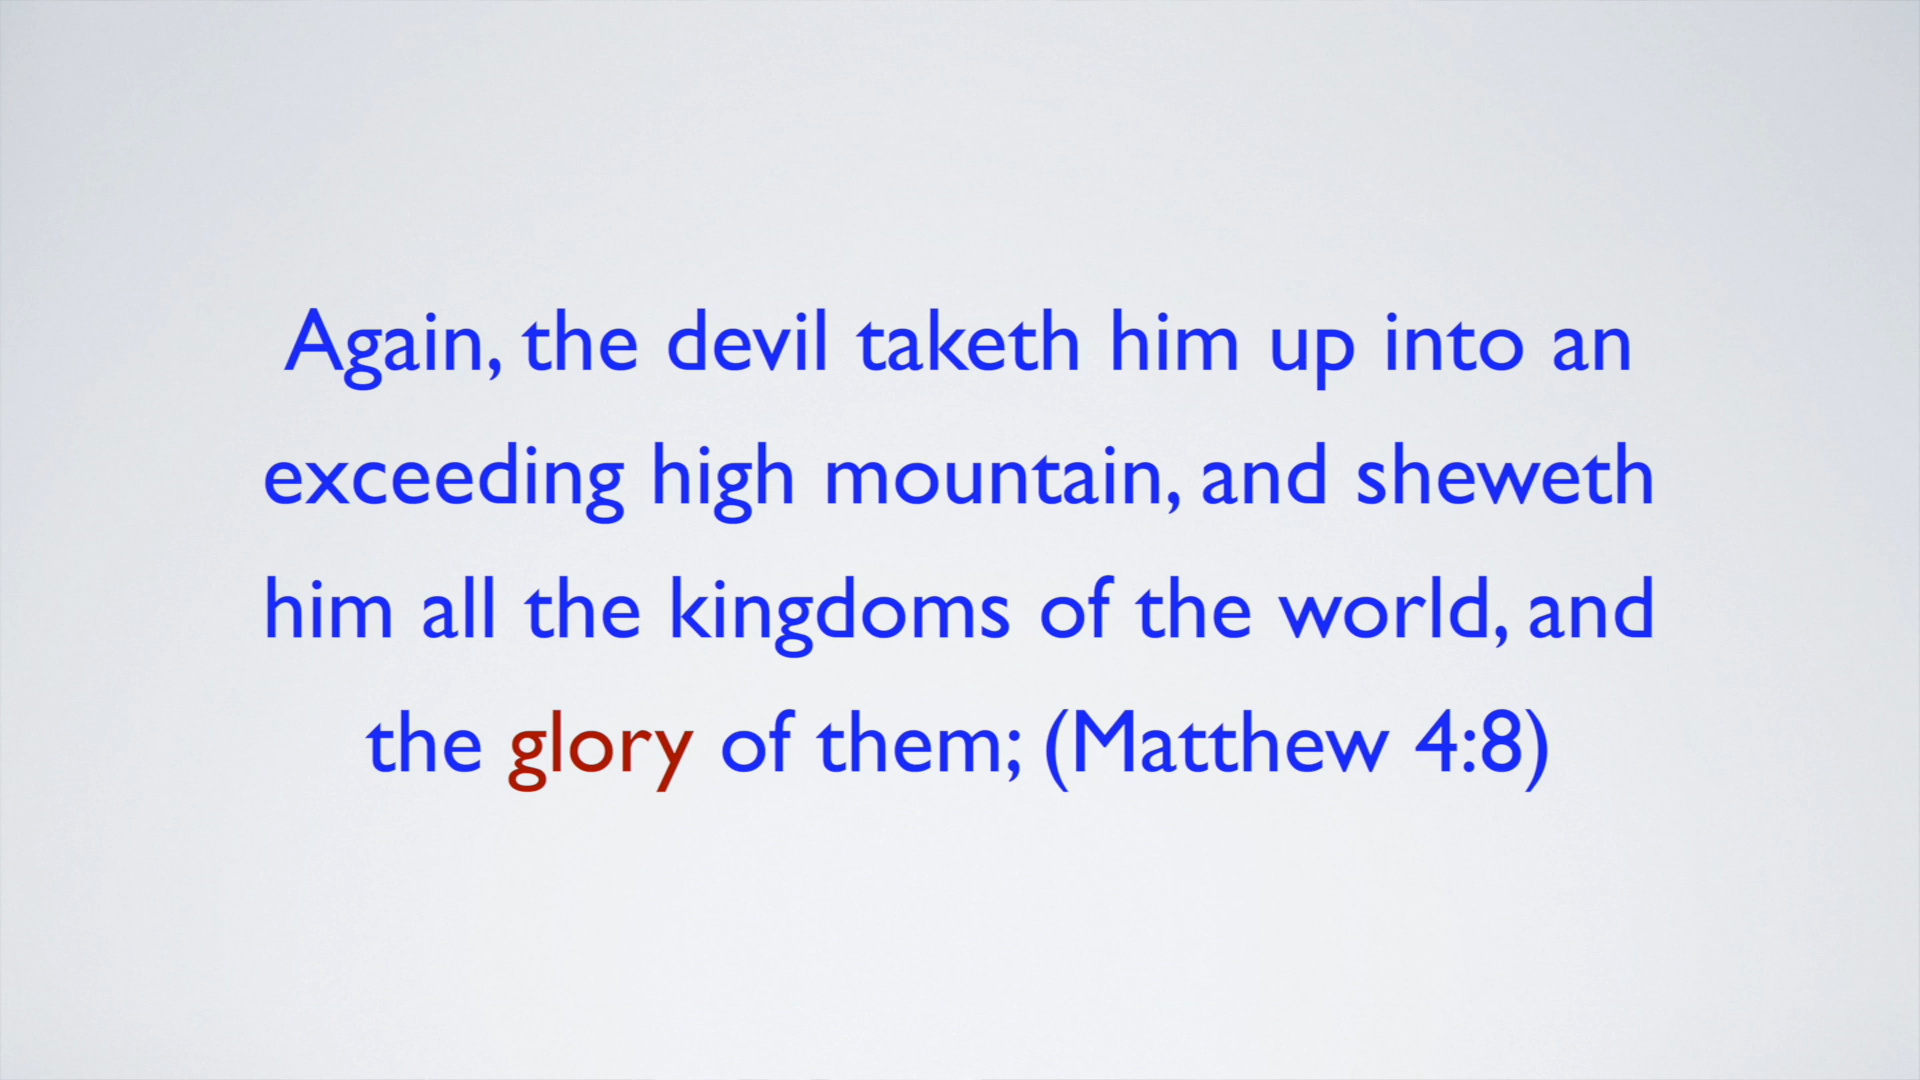 Again, the devil taketh him up into an
exceeding high mountain, and sheweth
him all the kingdoms of the world, and
the glory of them; (Matthew 4:8)